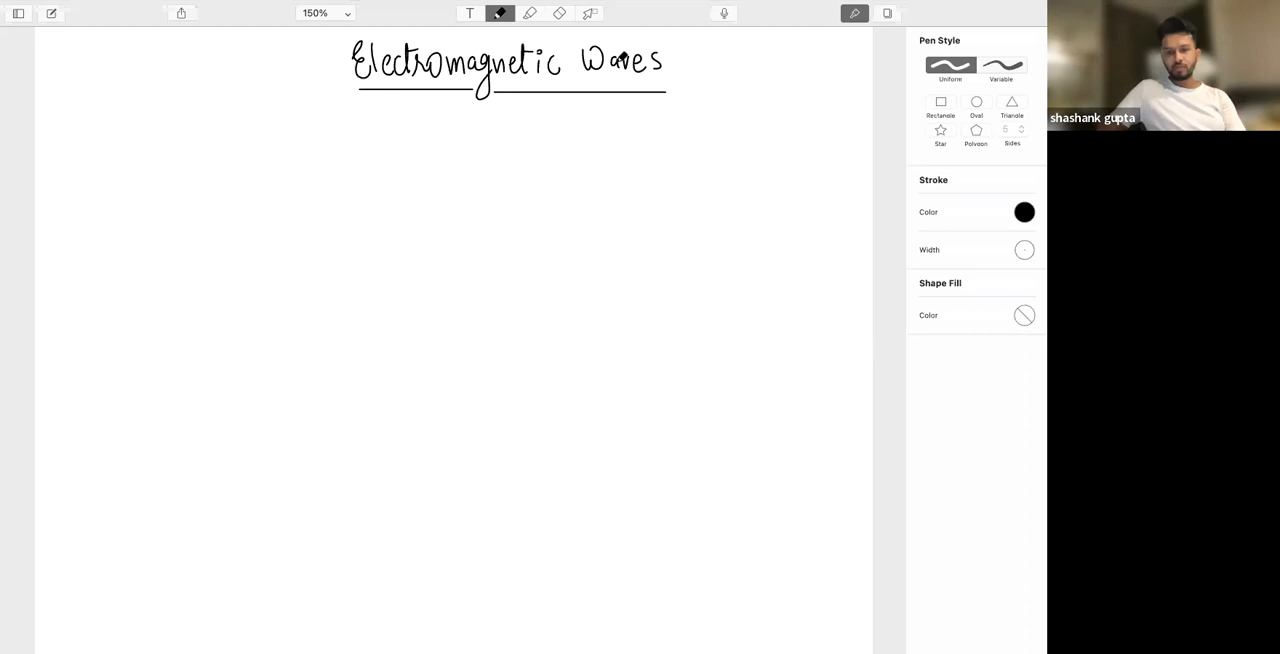 150%
T
Electromagnetic Waves
Pen Style
Uniform Variable
Rectangle Oval Triangle
5
Star Polygon Sides
Stroke
Color
Width
Shape Fill
Color
shashank gupta